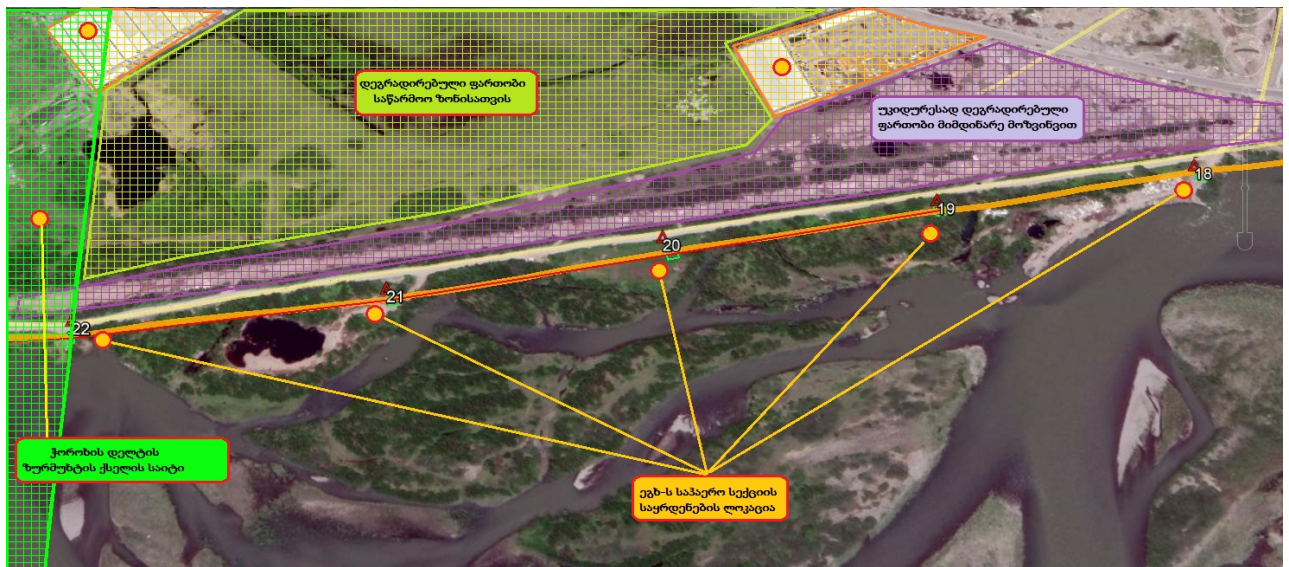 დეგრადირებული ფართობი
საწარმოო ზონისათვის
უკიდურესად დეგრადირებული
ფართობი მიმდინარე მოზვინვით
18
19
20
21
22
ჭოროხის დელტის
ზურმუხტის ქსელის საიტი
ეგხ-ს საჰაერო სექციის
საყრდენების ლოკაცია